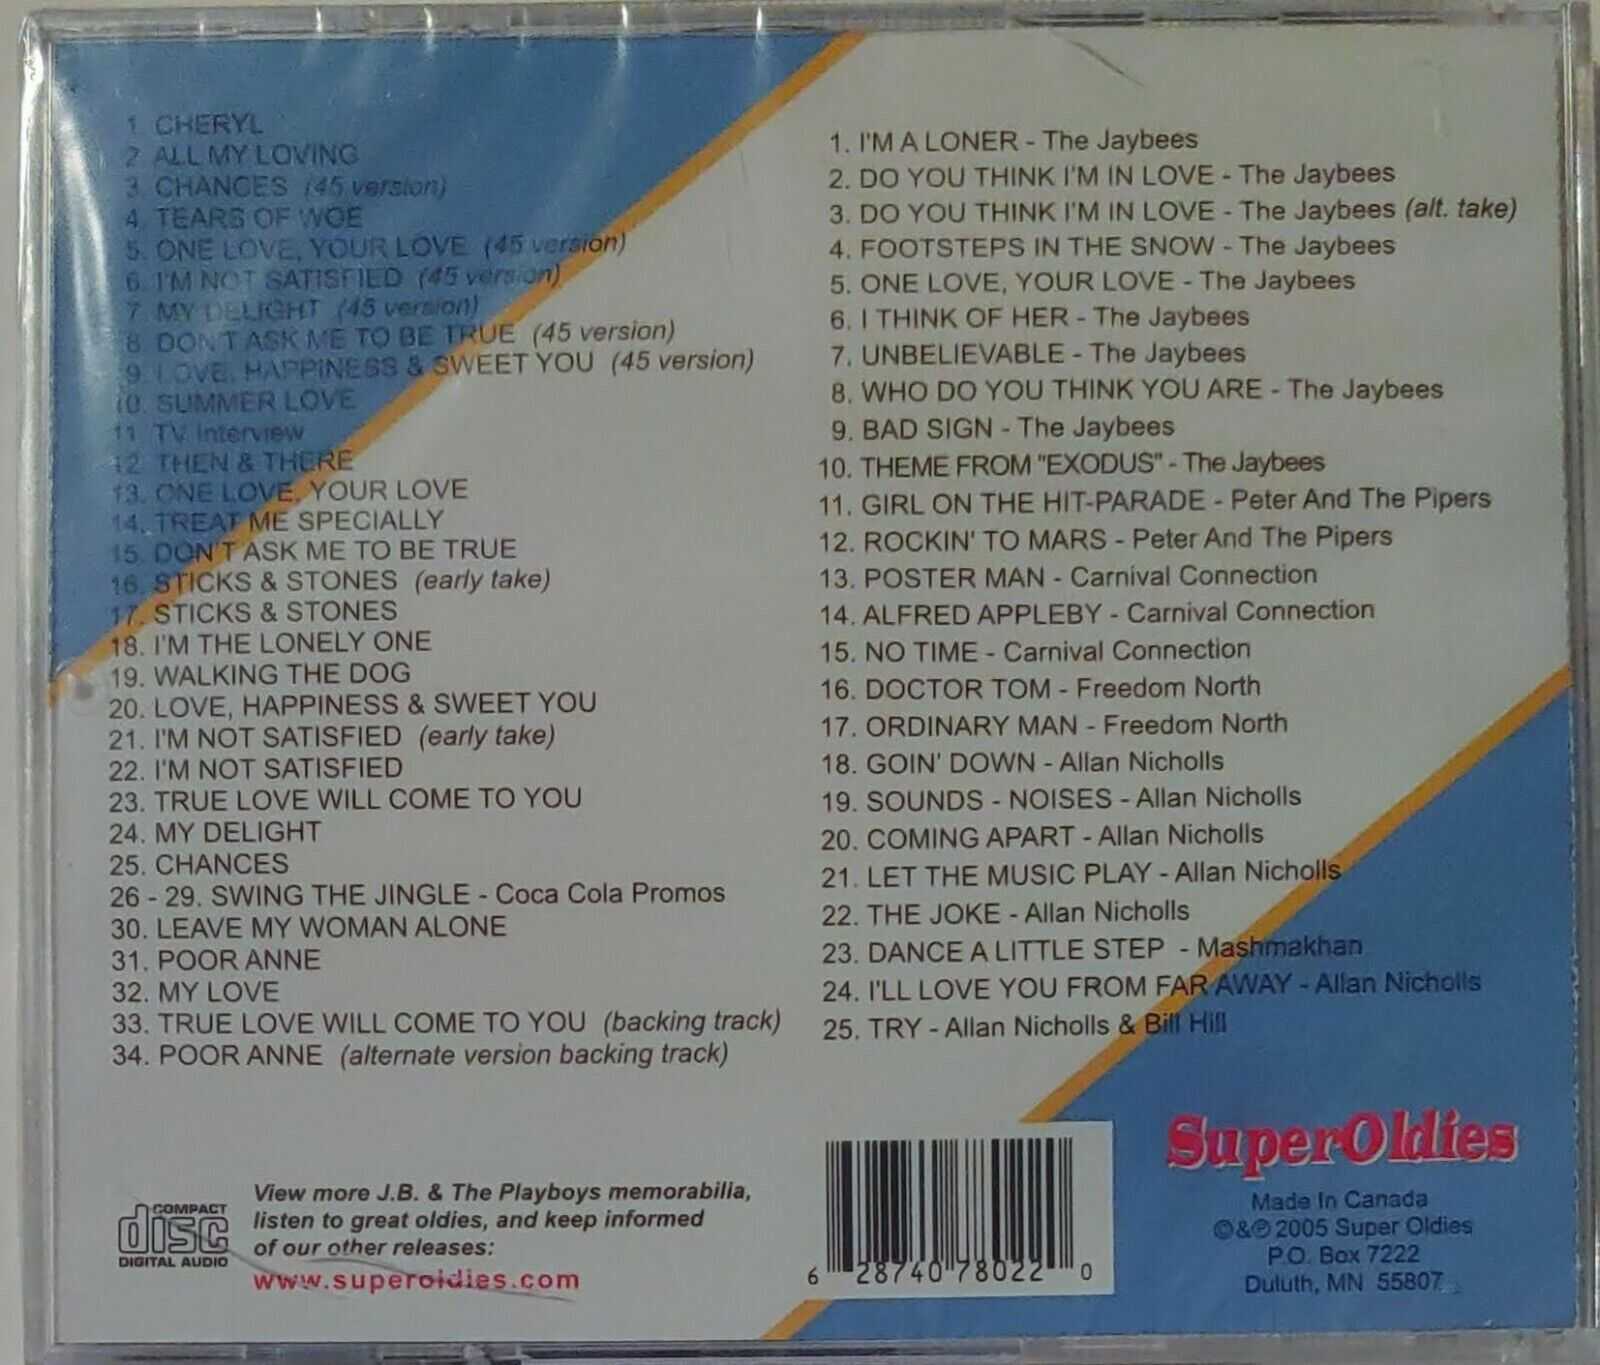 1. CHERYL
2. ALL MY LOVING
3. CHANCES (45 version)
4. TEARS OF WOE
5. ONE LOVE, YOUR LOVE (45 version)
6. I'M NOT SATISFIED (45 version)
7. MY DELIGHT (45 version)
8. DON'T ASK ME TO BE TRUE (45 version)
9. LOVE, HAPPINESS & SWEET YOU (45 version)
10. SUMMER LOVE
11. TV Interview
12. THEN & THERE
13. ONE LOVE, YOUR LOVE
14. TREAT ME SPECIALLY
15. DON'T ASK ME TO BE TRUE
16. STICKS & STONES (early take)
17. STICKS & STONES
18. I'M THE LONELY ONE
19. WALKING THE DOG
20. LOVE, HAPPINESS & SWEET YOU
21. I'M NOT SATISFIED (early take)
22. I'M NOT SATISFIED
23. TRUE LOVE WILL COME TO YOU
24. MY DELIGHT
25. CHANCES
26 - 29. SWING THE JINGLE - Coca Cola Promos
30. LEAVE MY WOMAN ALONE
31. POOR ANNE
32. MY LOVE
33. TRUE LOVE WILL COME TO YOU (backing track)
34. POOR ANNE (alternate version backing track)
1. I'M A LONER - The Jaybees
2. DO YOU THINK I'M IN LOVE - The Jaybees
3. DO YOU THINK I'M IN LOVE - The Jaybees (alt. take)
4. FOOTSTEPS IN THE SNOW - The Jaybees
5. ONE LOVE, YOUR LOVE - The Jaybees
6. I THINK OF HER - The Jaybees
7. UNBELIEVABLE - The Jaybees
8. WHO DO YOU THINK YOU ARE - The Jaybees
9. BAD SIGN - The Jaybees
10. THEME FROM "EXODUS" - The Jaybees
11. GIRL ON THE HIT-PARADE - Peter And The Pipers
12. ROCKIN' TO MARS - Peter And The Pipers
13. POSTER MAN - Carnival Connection
14. ALFRED APPLEBY - Carnival Connection
15. NO TIME - Carnival Connection
16. DOCTOR TOM - Freedom North
17. ORDINARY MAN - Freedom North
18. GOIN' DOWN - Allan Nicholls
19. SOUNDS - NOISES - Allan Nicholls
20. COMING APART - Allan Nicholls
21. LET THE MUSIC PLAY - Allan Nicholls
22. THE JOKE - Allan Nicholls
23. DANCE A LITTLE STEP - Mashmakhan
24. I'LL LOVE YOU FROM FAR AWAY - Allan Nicholls
25. TRY - Allan Nicholls & Bill Hill
COMPACT
disc
DIGITAL AUDIO
View more J.B. & The Playboys memorabilia,
listen to great oldies, and keep informed
of our other releases:
www.superoldies.com
6 28740 78022 0
SuperOldies
Made In Canada
©&℗ 2005 Super Oldies
P.O. Box 7222
Duluth, MN 55807